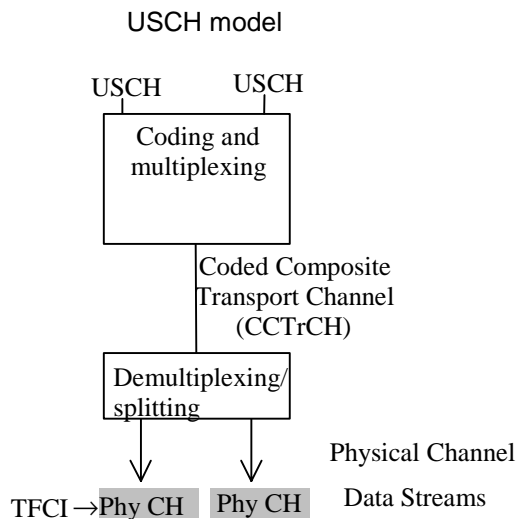 USCH model
USCH USCH
Coding and
multiplexing
Coded Composite
Transport Channel
(CCTrCH)
Demultiplexing/
splitting
Physical Channel
TFCI → Phy CH Phy CH Data Streams